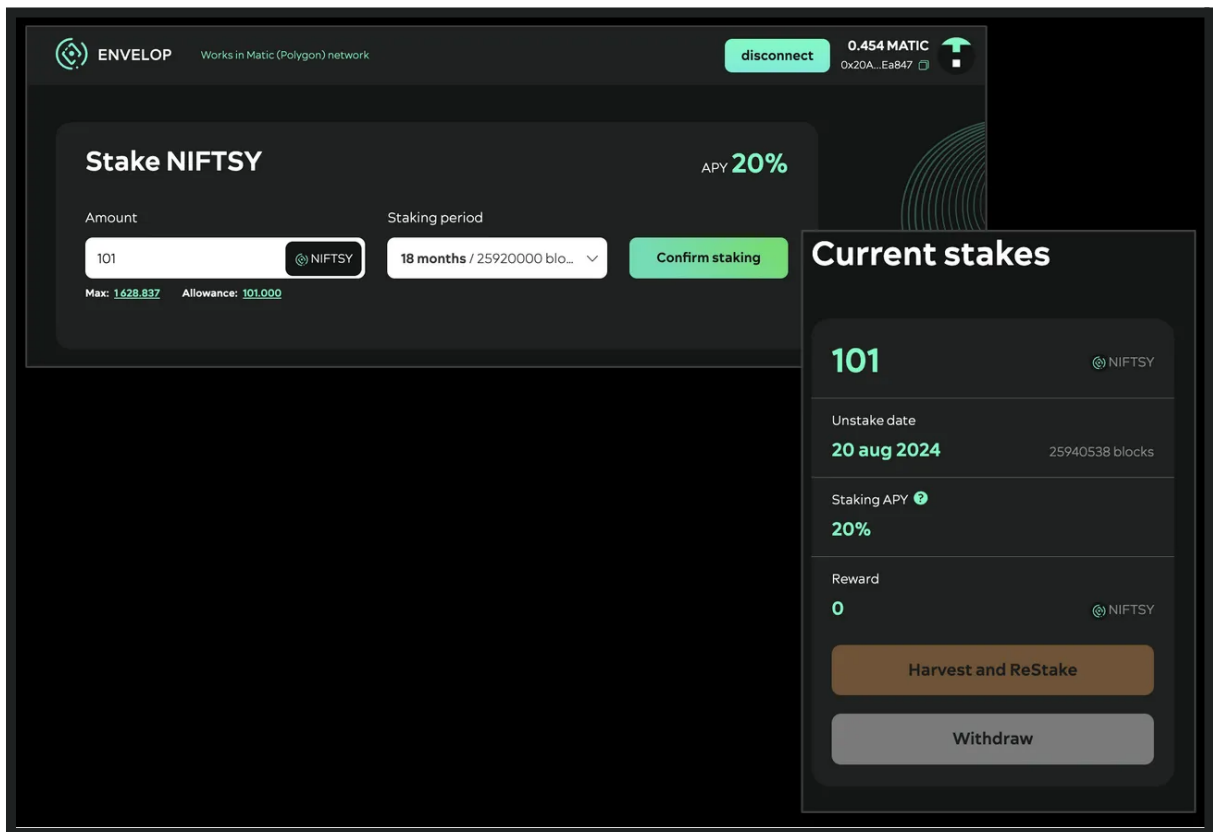 ENVELOP
Works in Matic (Polygon) network
disconnect
0.454 MATIC
0x20A...Ea847
Stake NIFTSY
APY 20%
Amount
Staking period
101
NIFTSY
18 months / 25920000 blo...
Confirm staking
Max: 1 628.837
Allowance: 101.000
Current stakes
101
NIFTSY
Unstake date
20 aug 2024
25940538 blocks
Staking APY ?
20%
Reward
0
NIFTSY
Harvest and ReStake
Withdraw